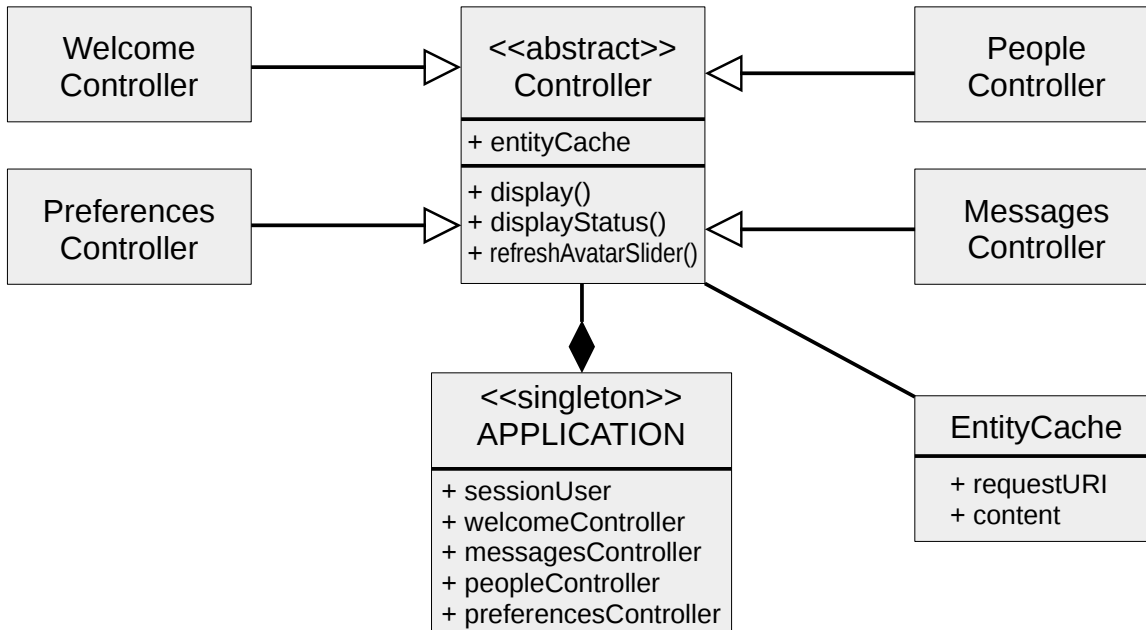 Welcome
Controller
<<abstract>>
Controller
+ entityCache
+ display()
+ displayStatus()
+ refreshAvatarSlider()
People
Controller
Preferences
Controller
Messages
Controller
<<singleton>>
APPLICATION
+ sessionUser
+ welcomeController
+ messagesController
+ peopleController
+ preferencesController
EntityCache
+ requestURI
+ content